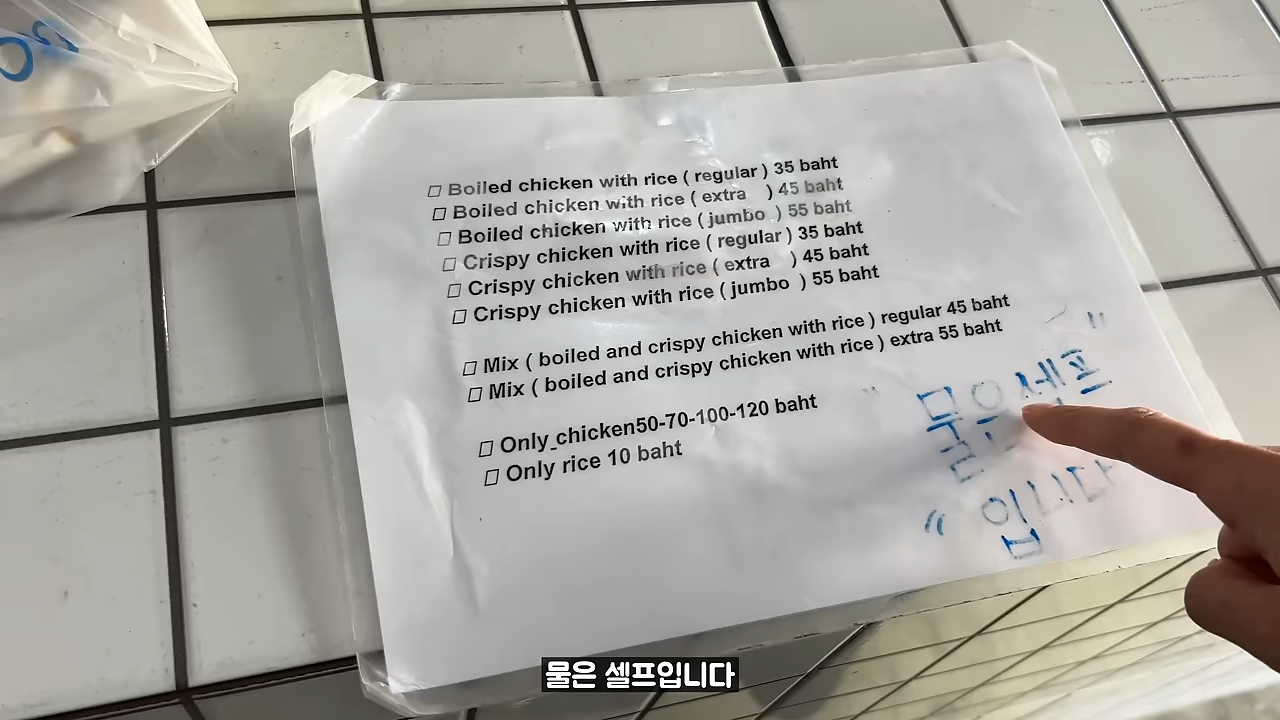 □ Boiled chicken with rice ( regular ) 35 baht
□ Boiled chicken with rice ( extra ) 45 baht
□ Boiled chicken with rice ( jumbo ) 55 baht
□ Crispy chicken with rice ( regular ) 35 baht
□ Crispy chicken with rice ( extra ) 45 baht
□ Crispy chicken with rice ( jumbo ) 55 baht
□ Mix ( boiled and crispy chicken with rice ) regular 45 baht
□ Mix ( boiled and crispy chicken with rice ) extra 55 baht
□ Only chicken50-70-100-120 baht
□ Only rice 10 baht
" 물은 셀프 "
" 입니다
물은 셀프입니다